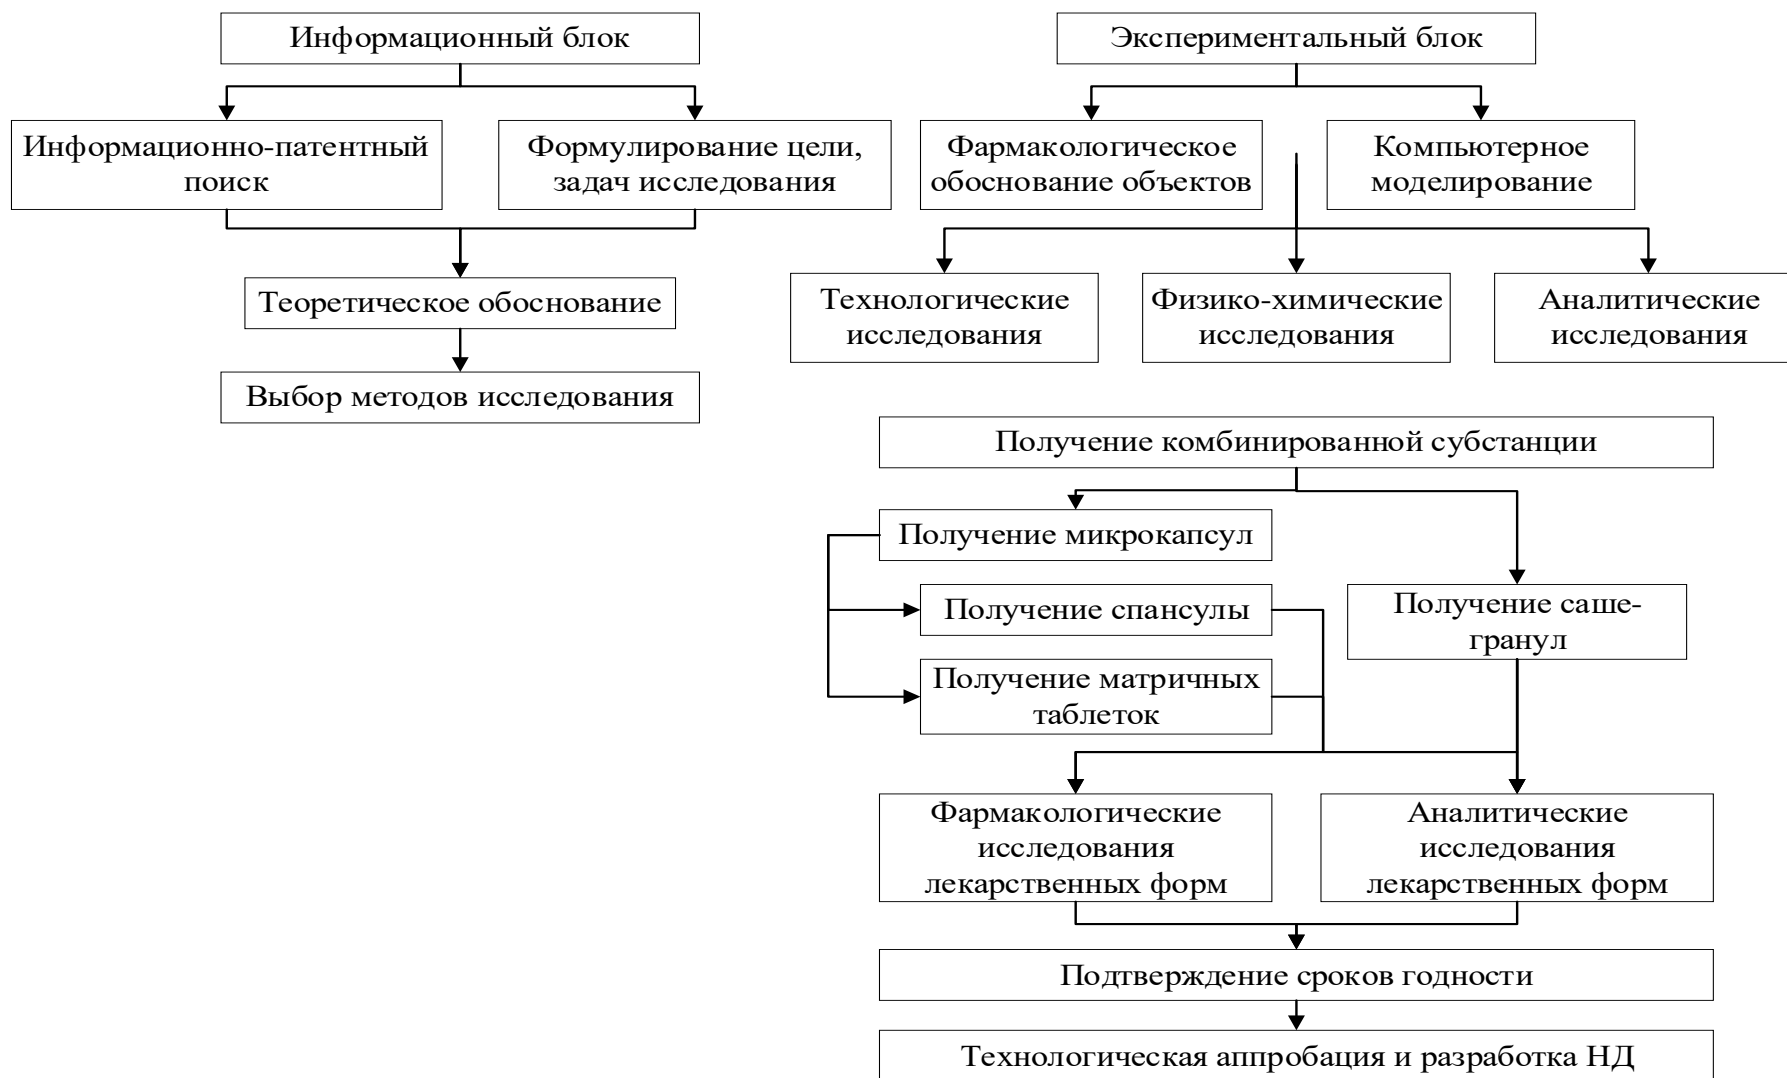 Информационный блок
Информационно-патентный
поиск
Формулирование цели,
задач исследования
Теоретическое обоснование
Выбор методов исследования
Экспериментальный блок
Фармакологическое
обоснование объектов
Компьютерное
моделирование
Технологические
исследования
Физико-химические
исследования
Аналитические
исследования
Получение комбинированной субстанции
Получение микрокапсул
Получение спансулы
Получение матричных
таблеток
Получение саше-
гранул
Фармакологические
исследования
лекарственных форм
Аналитические
исследования
лекарственных форм
Подтверждение сроков годности
Технологическая аппробация и разработка НД